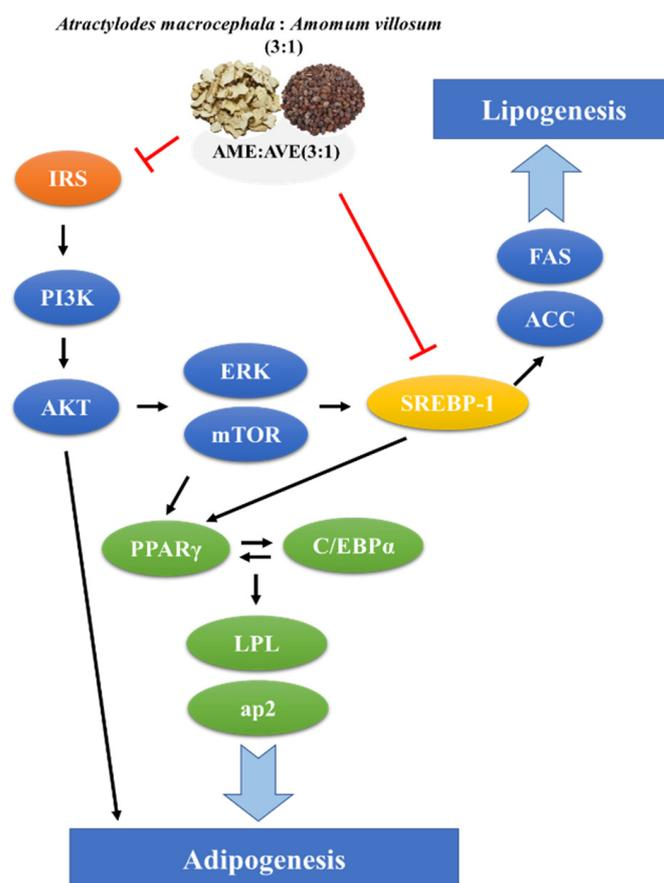 Atractylodes macrocephala : Amomum villosum
(3:1)
AME:AVE(3:1)
Lipogenesis
IRS
FAS
PI3K
ACC
ERK
AKT
SREBP-1
mTOR
PPARγ
C/EBPα
LPL
ap2
Adipogenesis